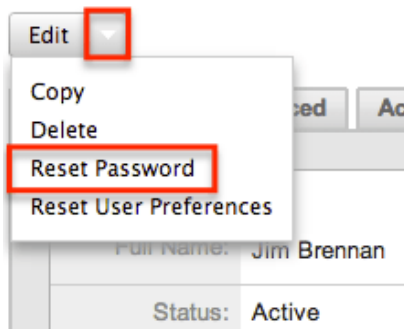 Edit
Copy
Delete
Reset Password
Reset User Preferences
Full Name: Jim Brennan
Status: Active